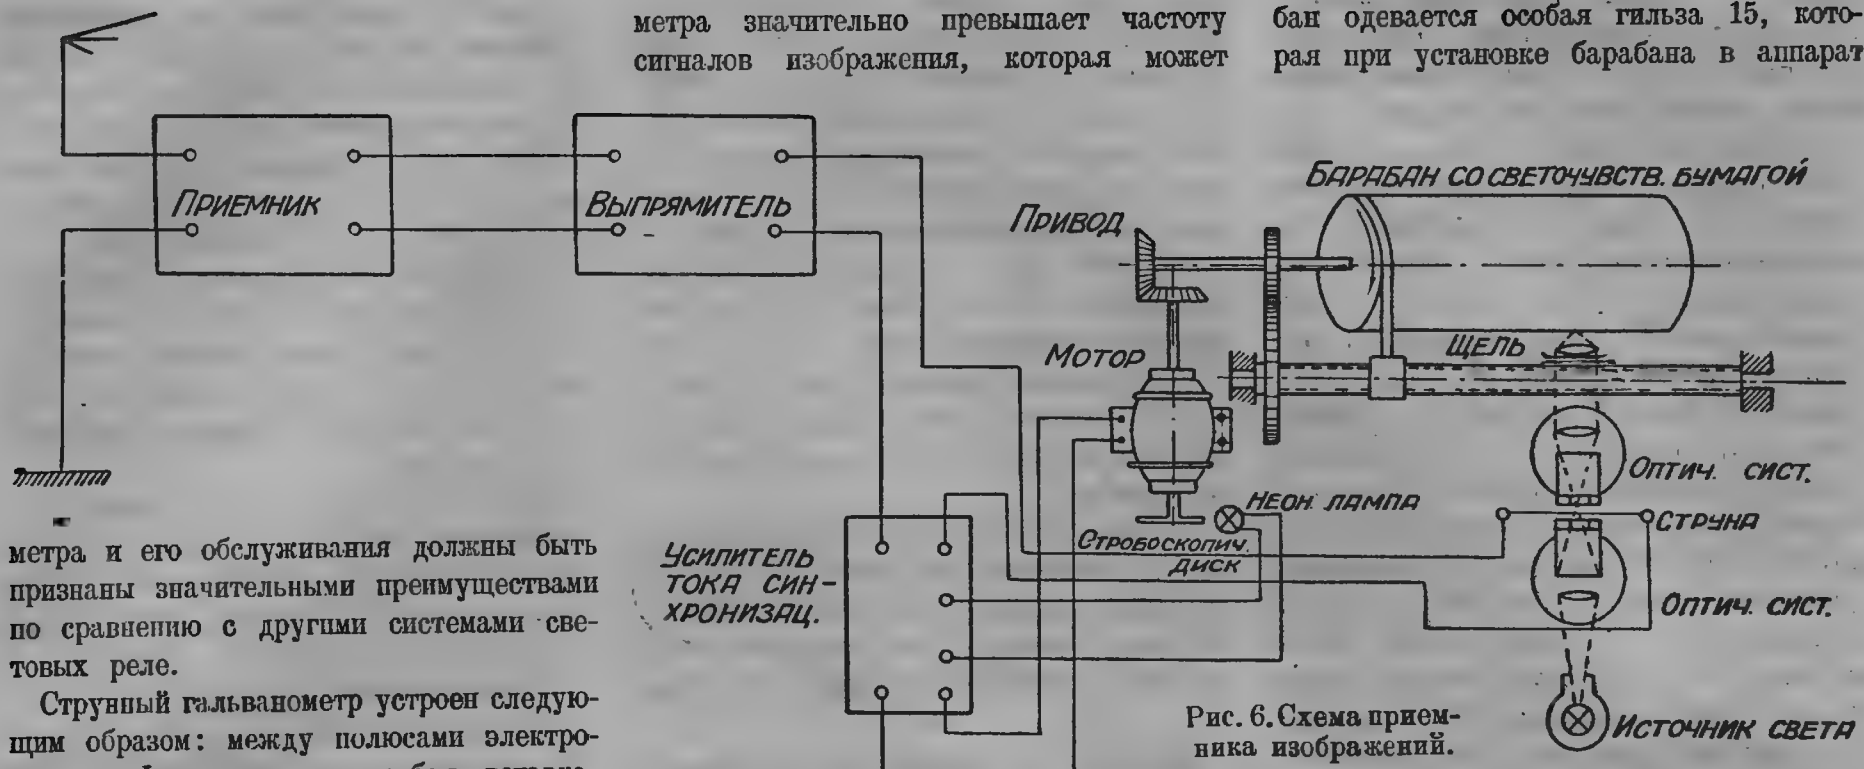 метра значительно превышает частоту
сигналов изображения, которая может
бан одевается особая гильза 15, кото-
рая при установке барабана в аппарат
ПРИЕМНИК
ВЫПРЯМИТЕЛЬ
БАРАБАН СО СВЕТОЧУВСТВ. БУМАГОЙ
ПРИВОД
МОТОР
ЩЕЛЬ
ОПТИЧ. СИСТ.
НЕОН. ЛАМПА
СТРУНА
СТРОБОСКОПИЧ.
ДИСК
УСИЛИТЕЛЬ
ТОКА СИН-
ХРОНИЗАЦ.
ОПТИЧ. СИСТ.
ИСТОЧНИК СВЕТА
Рис. 6. Схема прием-
ника изображений.
метра и его обслуживания должны быть
признаны значительными преимуществами
по сравнению с другими системами све-
товых реле.
Струнный гальванометр устроен следую-
щим образом: между полюсами электро-